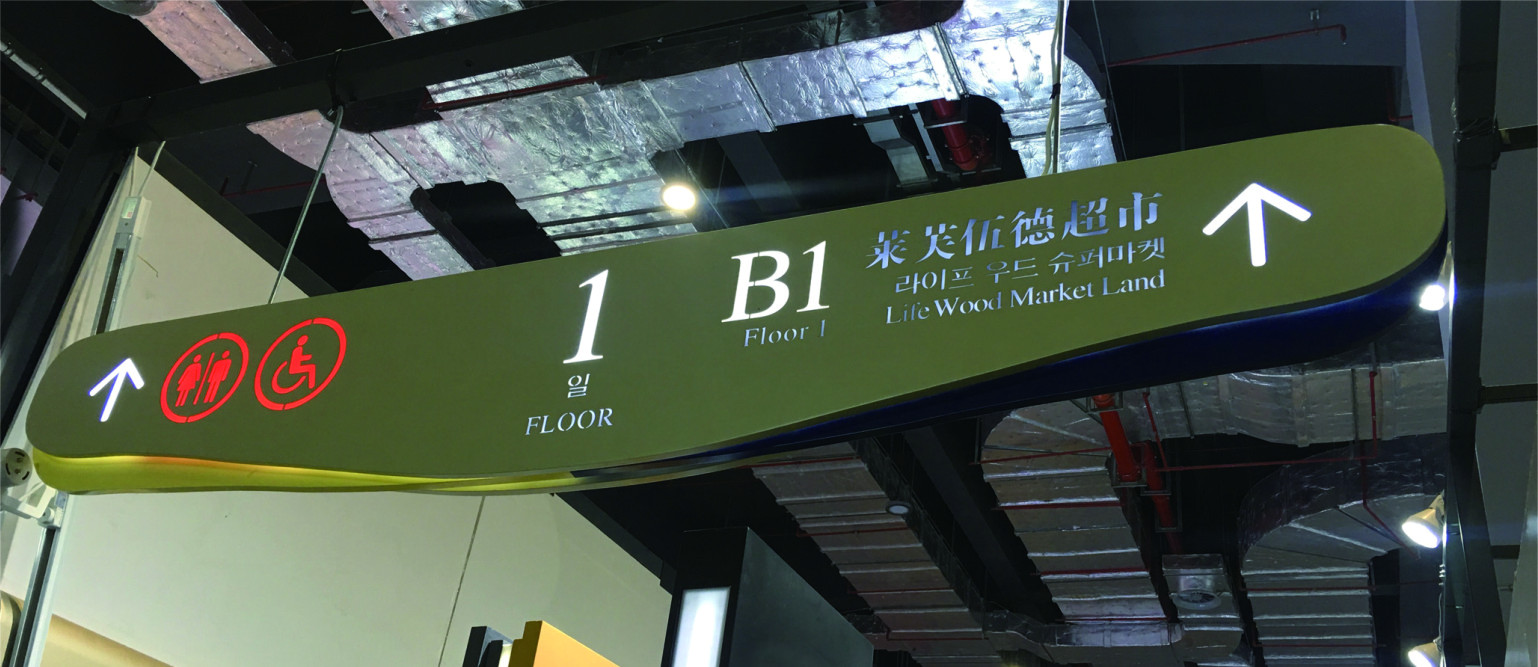 1
일
FLOOR
B1
Floor 1
莱芙伍德超市
라이프 우드 슈퍼마켓
Life Wood Market Land